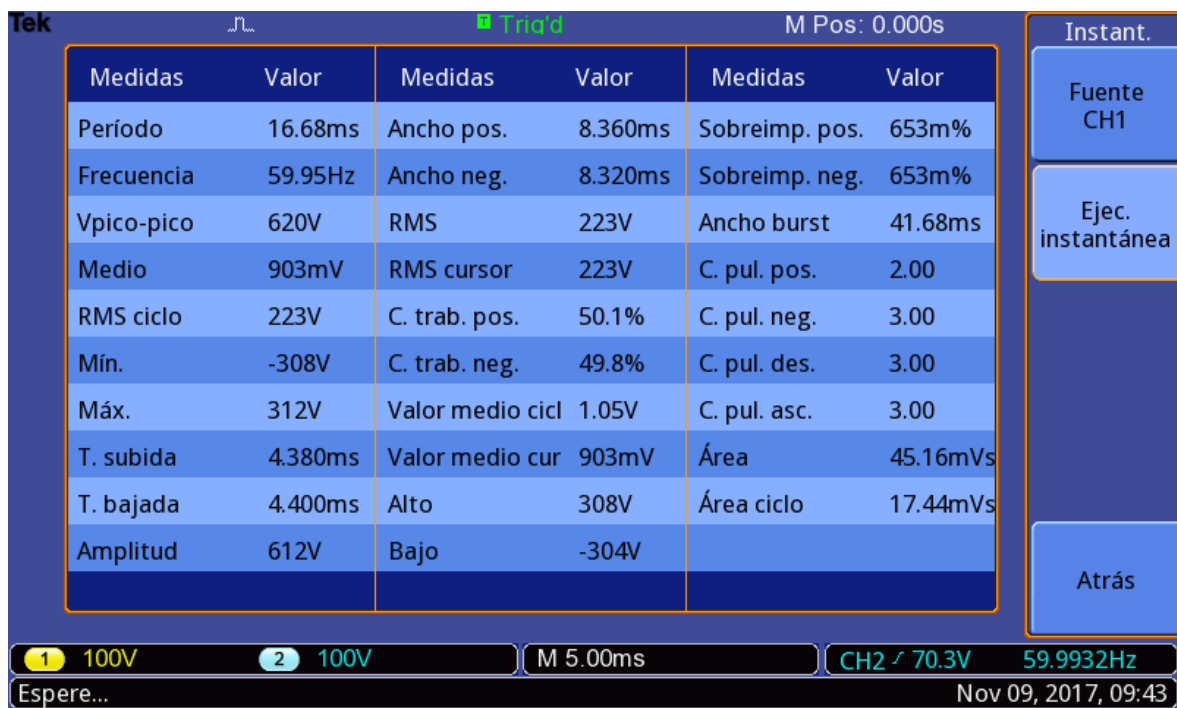 Tek Trig'd M Pos: 0.000s Instant.
Medidas Valor Medidas Valor Medidas Valor
Período 16.68ms Ancho pos. 8.360ms Sobreimp. pos. 653m%
Frecuencia 59.95Hz Ancho neg. 8.320ms Sobreimp. neg. 653m%
Vpico-pico 620V RMS 223V Ancho burst 41.68ms
Medio 903mV RMS cursor 223V C. pul. pos. 2.00
RMS ciclo 223V C. trab. pos. 50.1% C. pul. neg. 3.00
Mín. -308V C. trab. neg. 49.8% C. pul. des. 3.00
Máx. 312V Valor medio cicl 1.05V C. pul. asc. 3.00
T. subida 4.380ms Valor medio cur 903mV Área 45.16mVs
T. bajada 4.400ms Alto 308V Área ciclo 17.44mVs
Amplitud 612V Bajo -304V
Fuente
CH1
Ejec.
instantánea
Atrás
1 100V 2 100V M 5.00ms CH2 70.3V 59.9932Hz
Espere... Nov 09, 2017, 09:43